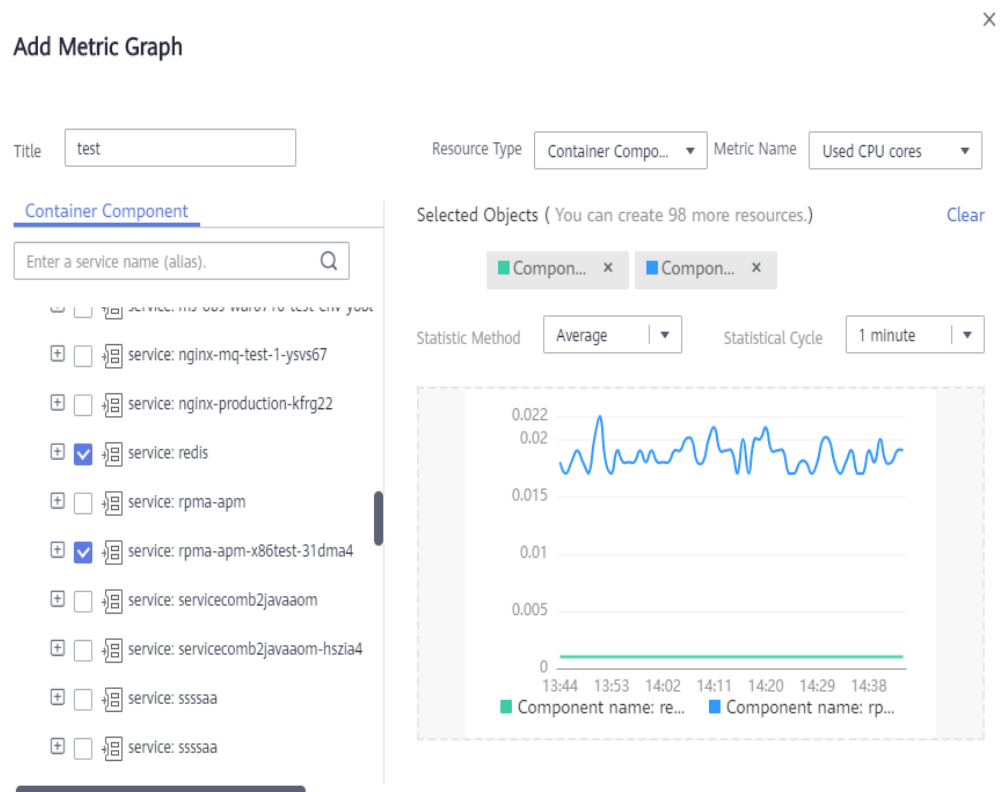 Add Metric Graph
Title test
Resource Type Container Compo... Metric Name Used CPU cores
Container Component
Enter a service name (alias).
service: nginx-mq-test-1-ysvs67
service: nginx-production-kfrg22
service: redis
service: rpma-apm
service: rpma-apm-x86test-31dma4
service: servicecomb2javaaom
service: servicecomb2javaaom-hszia4
service: ssssaa
service: ssssaa
Selected Objects ( You can create 98 more resources.) Clear
Compon... × Compon... ×
Statistic Method Average Statistical Cycle 1 minute
0.022
0.02
0.015
0.01
0.005
0
13:44 13:53 14:02 14:11 14:20 14:29 14:38
Component name: re... Component name: rp...